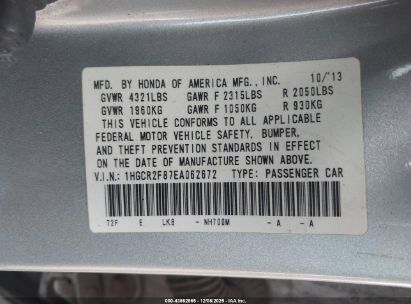 MFD. BY HONDA OF AMERICA MFG., INC. 10/'13
GVWR 4321LBS GAWR F 2315LBS R 2050LBS
GVWR 1960KG GAWR F 1050KG R 930KG
THIS VEHICLE CONFORMS TO ALL APPLICABLE
FEDERAL MOTOR VEHICLE SAFETY, BUMPER,
AND THEFT PREVENTION STANDARDS IN EFFECT
ON THE DATE OF MANUFACTURE SHOWN ABOVE.
V.I.N.: 1HGCR2F87EA062672 TYPE: PASSENGER CAR
T2F E LKB - NH700M - A - A